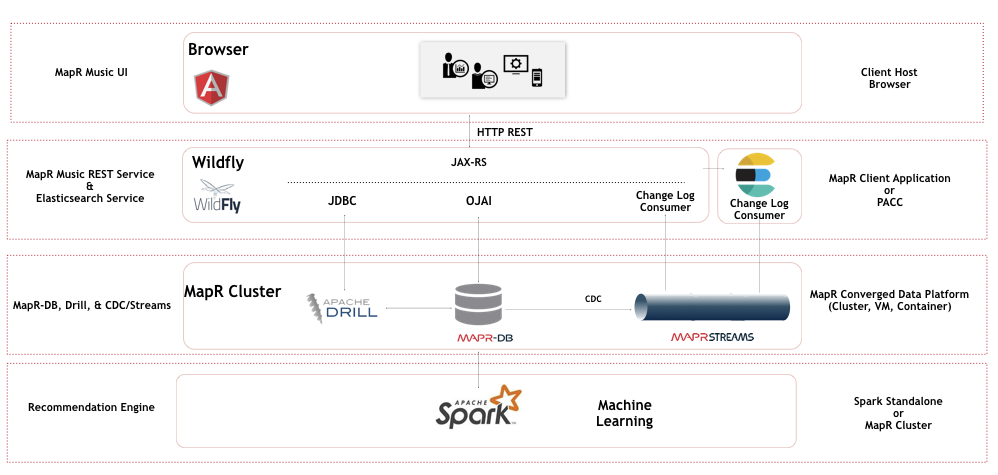 Browser
MapR Music UI
Client Host
Browser
HTTP REST
Wildfly
JAX-RS
MapR Music REST Service
&
Elasticsearch Service
WildFly
JDBC
OJAI
Change Log
Consumer
Change Log
Consumer
MapR Client Application
or
PACC
MapR Cluster
MapR-DB, Drill, & CDC/Streams
APACHE
DRILL
MAPR-DB
CDC
MAPRSTREAMS
MapR Converged Data Platform
(Cluster, VM, Container)
Recommendation Engine
APACHE
Spark
Machine
Learning
Spark Standalone
or
MapR Cluster